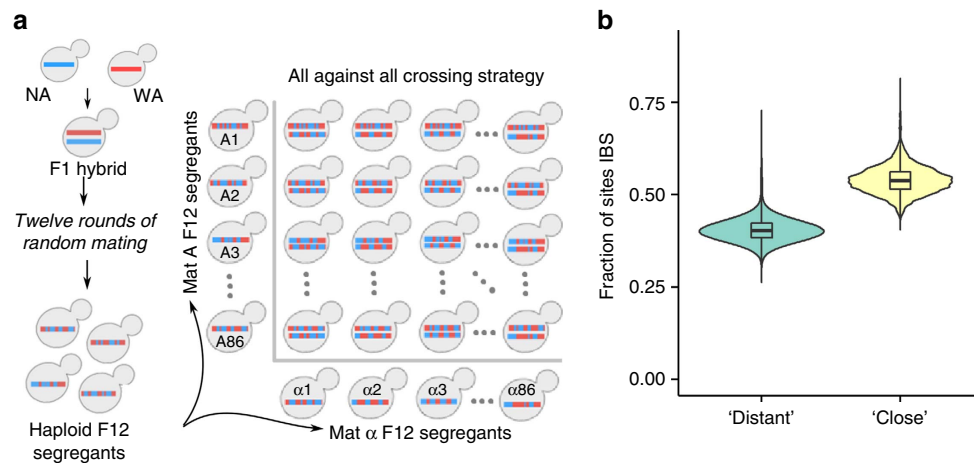 a
NA
WA
F1 hybrid
Twelve rounds of
random mating
Haploid F12
segregants
All against all crossing strategy
Mat A F12 segregants
A1
A2
A3
A86
α1
α2
α3
α86
Mat α F12 segregants
b
Fraction of sites IBS
0.75
0.50
0.25
0.00
'Distant'
'Close'